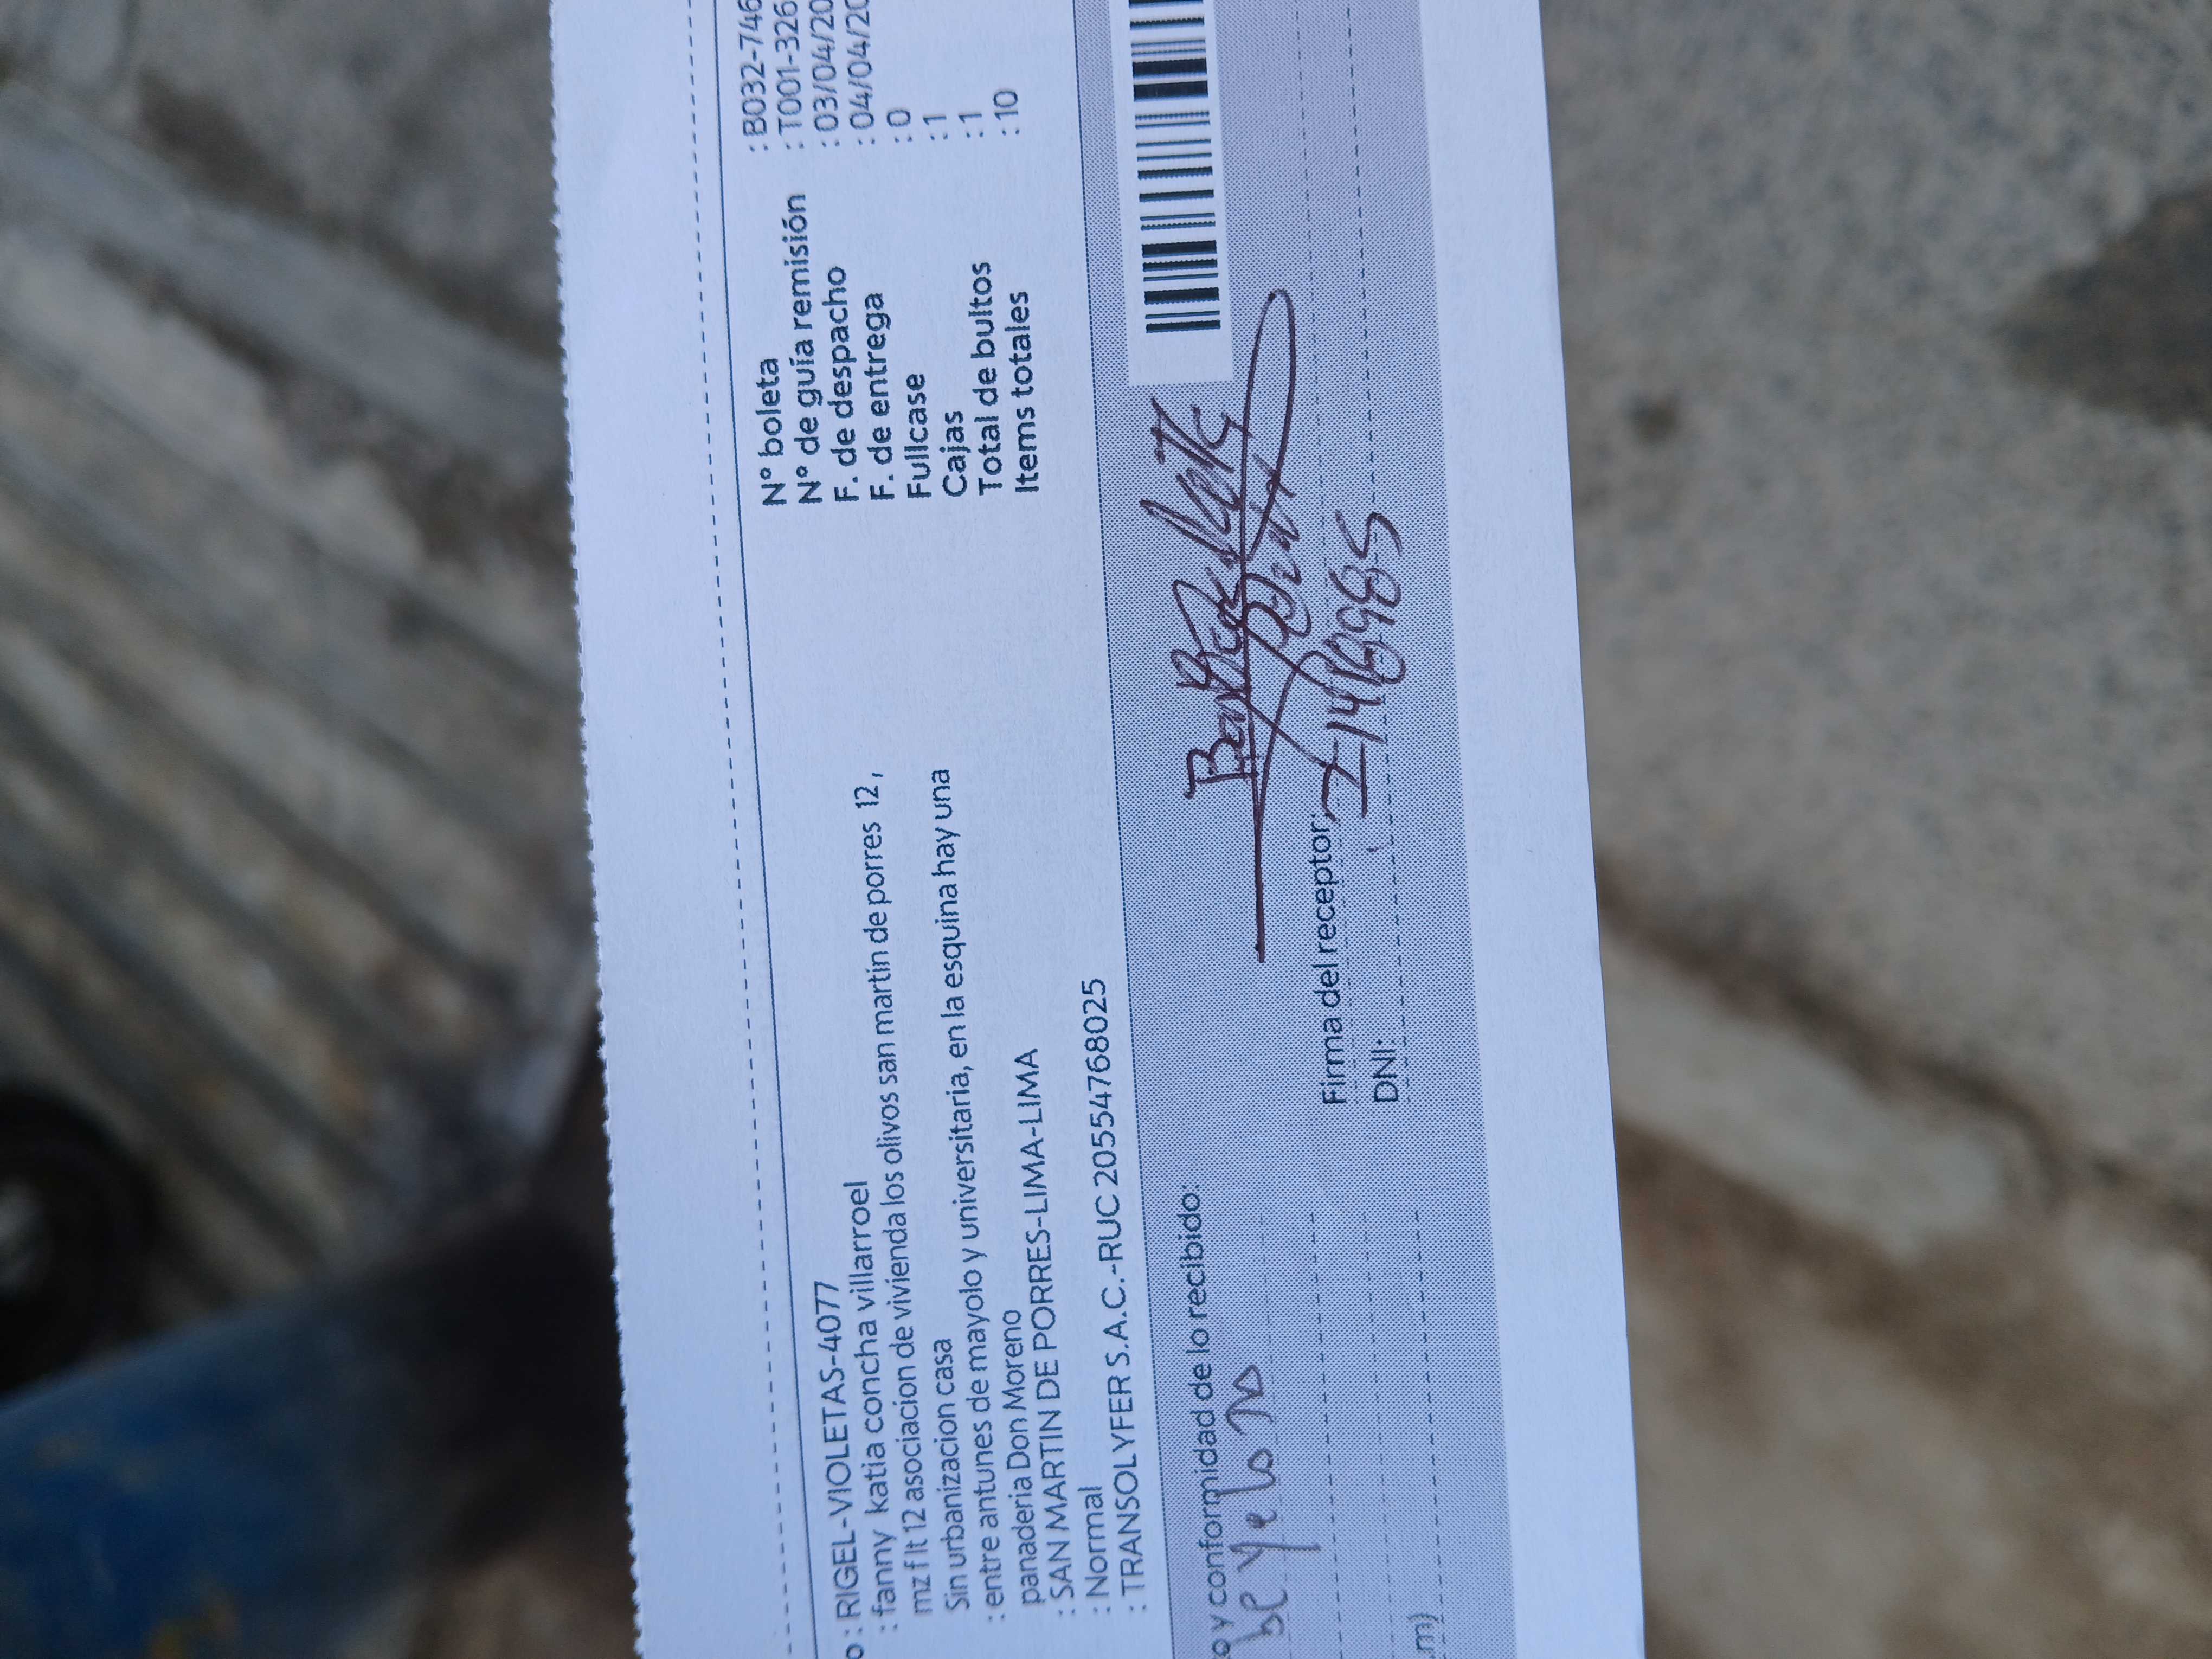 o : RIGEL-VIOLETAS-4077
: fanny katia concha villarroel
mz f lt 12 asociacion de vivienda los olivos san martin de porres 12 ,
Sin urbanizacion casa
: entre antunes de mayolo y universitaria, en la esquina hay una
panaderia Don Moreno
: SAN MARTIN DE PORRES-LIMA-LIMA
: Normal
: TRANSOLYFER S.A.C.-RUC 20554768025
N° boleta : B032-746
N° de guía remisión : T001-326
F. de despacho : 03/04/20
F. de entrega : 04/04/20
Fullcase : 0
Cajas : 1
Total de bultos : 1
Items totales : 10
o y conformidad de lo recibido:
m)
Firma del receptor:
DNI: